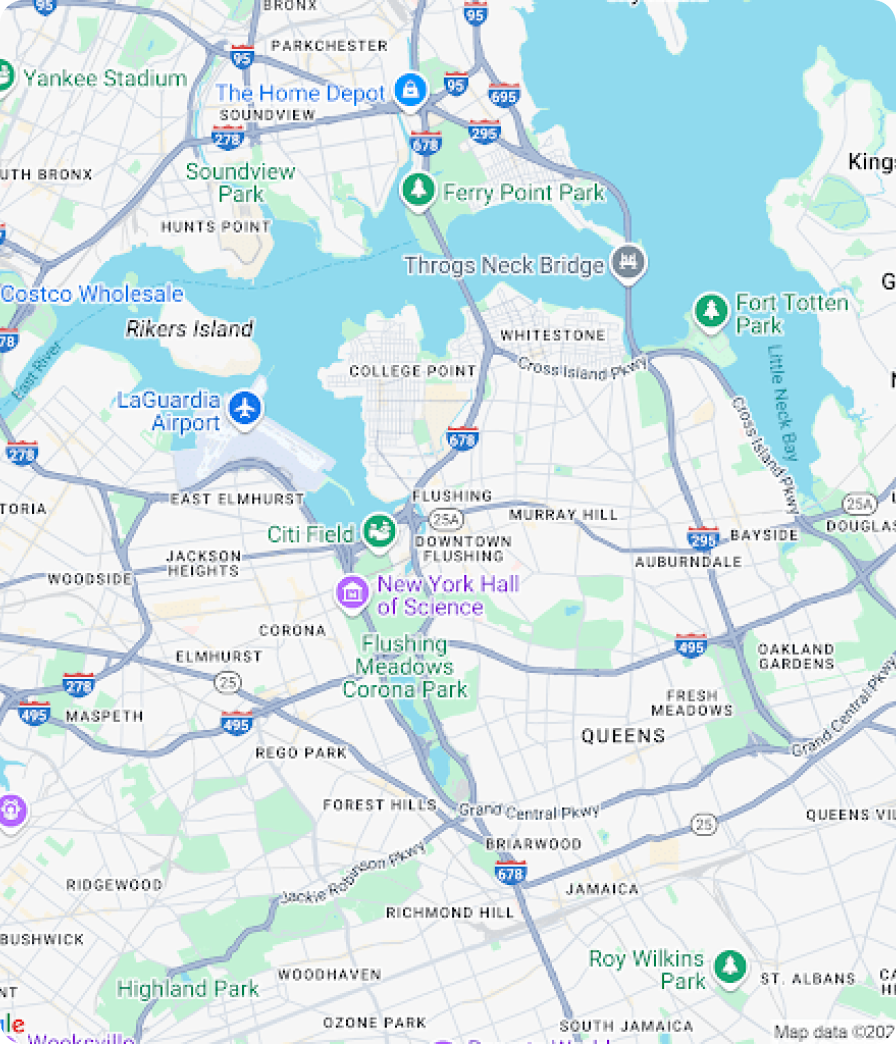 95
BRONX
95
PARKCHESTER
95
Yankee Stadium
The Home Depot
95
695
SOUNDVIEW
278
678
295
King
UTH BRONX
Soundview
Park
Ferry Point Park
HUNTS POINT
Throgs Neck Bridge
Costco Wholesale
Fort Totten
Park
Rikers Island
WHITESTONE
78
East River
COLLEGE POINT
Cross Island Pkwy
Little Neck Bay
LaGuardia
Airport
Cross Island Pkwy
678
278
EAST ELMHURST
FLUSHING
25A
TORIA
25A
MURRAY HILL
Citi Field
DOWNTOWN
FLUSHING
295
BAYSIDE
DOUGLAS
JACKSON
HEIGHTS
AUBURNDALE
WOODSIDE
New York Hall
of Science
CORONA
Flushing
Meadows
Corona Park
495
ELMHURST
OAKLAND
GARDENS
278
25
FRESH
MEADOWS
495
MASPETH
495
Grand Central Pkwy
QUEENS
REGO PARK
FOREST HILLS
Grand Central Pkwy
25
QUEENS VIL
BRIARWOOD
Jackie Robinson Pkwy
678
RIDGEWOOD
JAMAICA
RICHMOND HILL
BUSHWICK
Roy Wilkins
Park
WOODHAVEN
ST. ALBANS
Highland Park
NT
OZONE PARK
SOUTH JAMAICA
Map data ©202